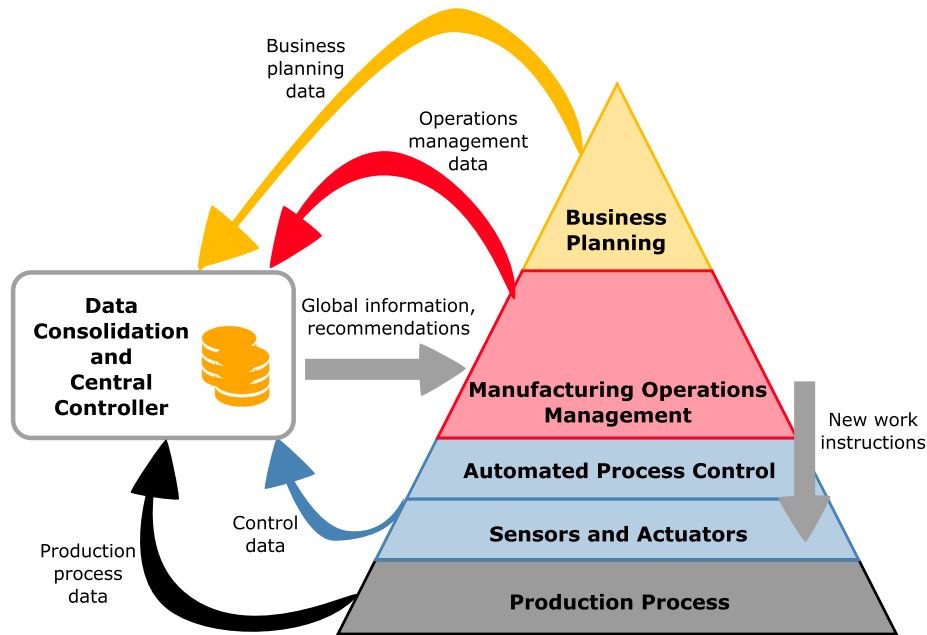 Business
planning
data
Operations
management
data
Business
Planning
Data
Consolidation
and
Central
Controller
Global information,
recommendations
Manufacturing Operations
Management
New work
instructions
Automated Process Control
Control
data
Sensors and Actuators
Production
process
data
Production Process